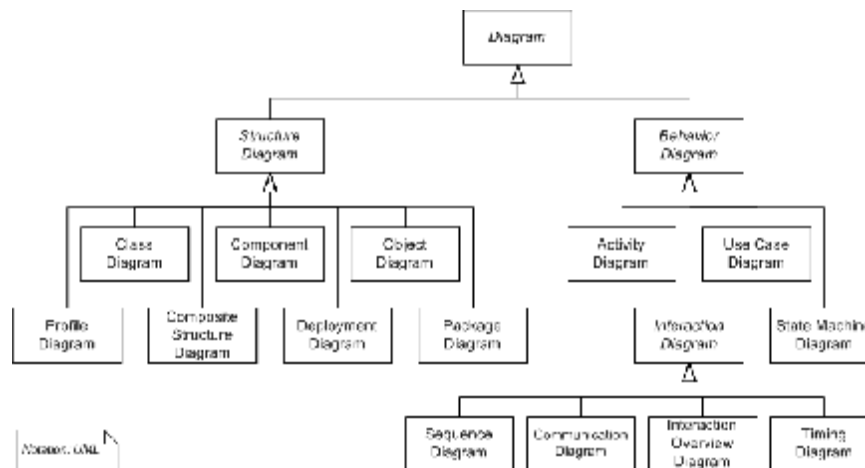 Diagram
Structure
Diagram
Behavior
Diagram
Class
Diagram
Component
Diagram
Object
Diagram
Activity
Diagram
Use Case
Diagram
Profile
Diagram
Composite
Structure
Diagram
Deployment
Diagram
Package
Diagram
Interaction
Diagram
State Machine
Diagram
Sequence
Diagram
Communication
Diagram
Interaction
Overview
Diagram
Timing
Diagram
Notation: UML